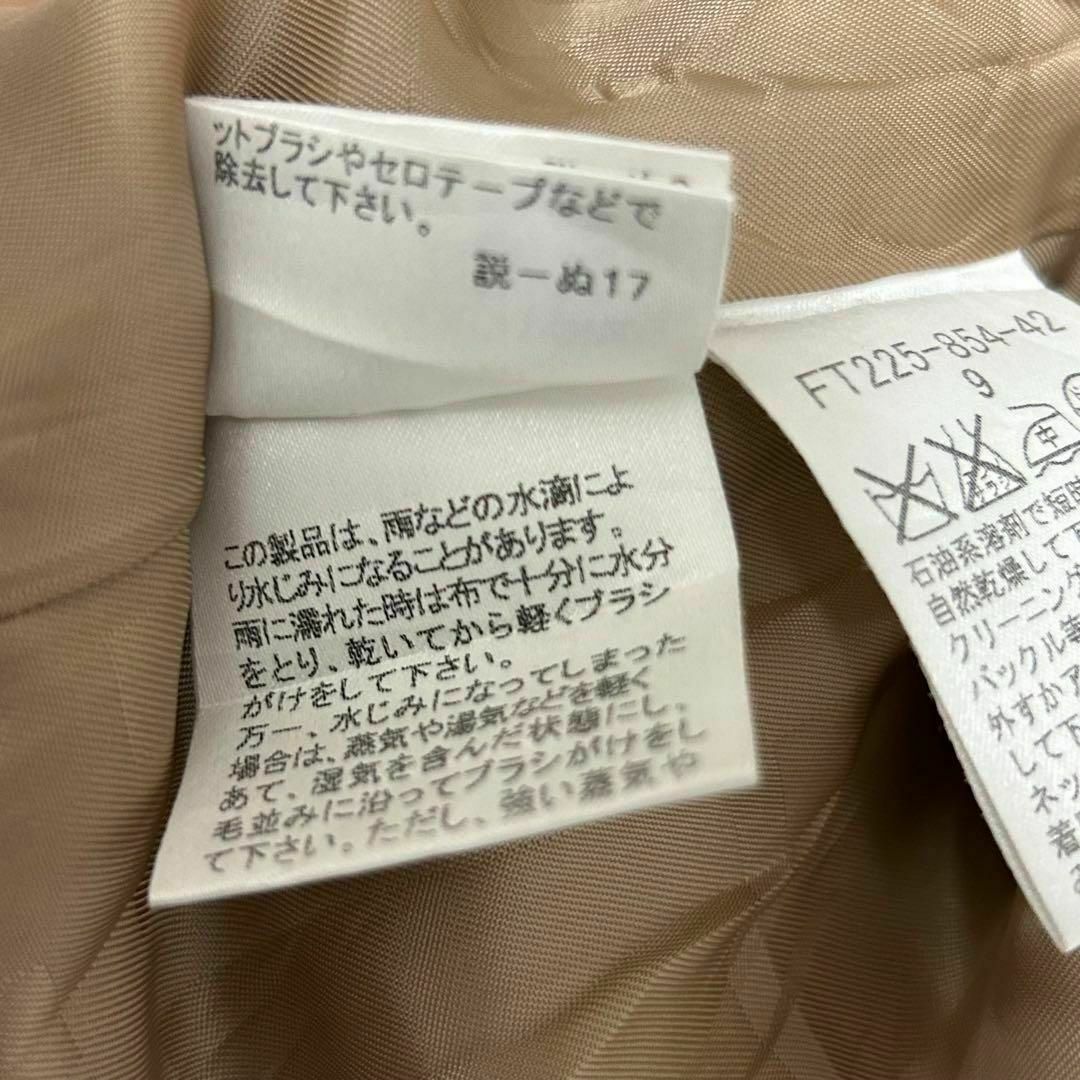 ットブラシやセロテープなどで
除去して下さい。
説ーぬ17
この製品は、雨などの水滴によ
り水じみになることがあります。
雨に濡れた時は布で十分に水分
をとり、乾いてから軽くブラシ
がけをして下さい。
万一、水じみになってしまった
場合は、蒸気や湯気などを軽く
あて、湿気を含んだ状態にし、
毛並みに沿ってブラシがけをし
て下さい。ただし、強い蒸気や
FT225-854-42
9
中
石油系溶剤で短時
自然乾燥して下
クリーニング
バックル等
外すかア
して下
ネッ
着